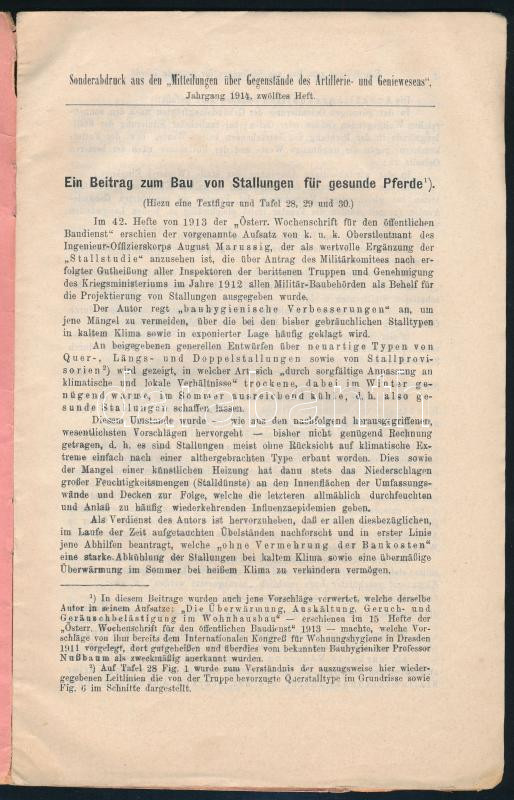 Sonderabdruck aus den „Mitteilungen über Gegenstände des Artillerie- und Geniewesens“,
Jahrgang 1914, zwölftes Heft.
Ein Beitrag zum Bau von Stallungen für gesunde Pferde¹).
(Hiezu eine Textfigur und Tafel 28, 29 und 30.)
Im 42. Hefte von 1913 der „Österr. Wochenschrift für den öffentlichen
Baudienst“ erschien der vorgenannte Aufsatz von k. u. k. Oberstleutnant des
Ingenieur-Offizierskorps August Marussig, der als wertvolle Ergänzung der
„Stallstudie“ anzusehen ist, die über Antrag des Militärkomitees nach er-
folgter Gutheißung aller Inspektoren der berittenen Truppen und Genehmigung
des Kriegsministeriums im Jahre 1912 allen Militär-Baubehörden als Behelf für
die Projektierung von Stallungen ausgegeben wurde.
Der Autor regt „bauhygienische Verbesserungen“ an, um
jene Mängel zu vermeiden, über die bei den bisher gebräuchlichen Stalltypen
in kaltem Klima sowie in exponierter Lage häufig geklagt wird.
An beigegebenen generellen Entwürfen über neuartige Typen von
Quer-, Längs- und Doppelstallungen sowie von Stallprovi-
sorien²) wird gezeigt, in welcher Art sich „durch sorgfältige Anpassung an
klimatische und lokale Verhältnisse“ trockene, dabei im Winter ge-
nügend warme, im Sommer ausreichend kühle, d. h. also ge-
sunde Stallungen schaffen lassen.
Diesem Umstande wurde — wie aus den nachfolgend herausgegriffenen,
wesentlichsten Vorschlägen hervorgeht — bisher nicht genügend Rechnung
getragen, d. h. es sind Stallungen meist ohne Rücksicht auf klimatische Ex-
treme einfach nach einer althergebrachten Type erbaut worden. Dies sowie
der Mangel einer künstlichen Heizung hat dann stets das Niederschlagen
großer Feuchtigkeitsmengen (Stalldünste) an den Innenflächen der Umfassungs-
wände und Decken zur Folge, welche die letzteren allmählich durchfeuchten
und Anlaß zu häufig wiederkehrenden Influenzaepidemien geben.
Als Verdienst des Autors ist hervorzuheben, daß er allen diesbezüglichen,
im Laufe der Zeit aufgetauchten Übelständen nachforscht und in erster Linie
jene Abhilfen beantragt, welche „ohne Vermehrung der Baukosten“
eine starke Abkühlung der Stallungen bei kaltem Klima sowie eine übermäßige
Überwärmung im Sommer bei heißem Klima zu verhindern vermögen.
¹) In diesem Beitrage wurden auch jene Vorschläge verwertet, welche derselbe
Autor in seinem Aufsatze: „Die Überwärmung, Auskältung, Geruch- und
Geräuschbelästigung im Wohnhausbau“ — erschienen im 15 Hefte der
„Österr. Wochenschrift für den öffentlichen Baudienst“ 1913 — machte, welche Vor-
schläge von ihm bereits dem Internationalen Kongreß für Wohnungshygiene in Dresden
1911 vorgelegt, dort gutgeheißen und überdies vom bekannten Bauhygieniker Professor
Nußbaum als zweckmäßig anerkannt wurden.
²) Auf Tafel 28 Fig. 1 wurde zum Verständnis der auszugsweise hier wieder-
gegebenen Leitlinien die von der Truppe bevorzugte Querstalltype im Grundrisse sowie
Fig. 6 im Schnitte dargestellt.